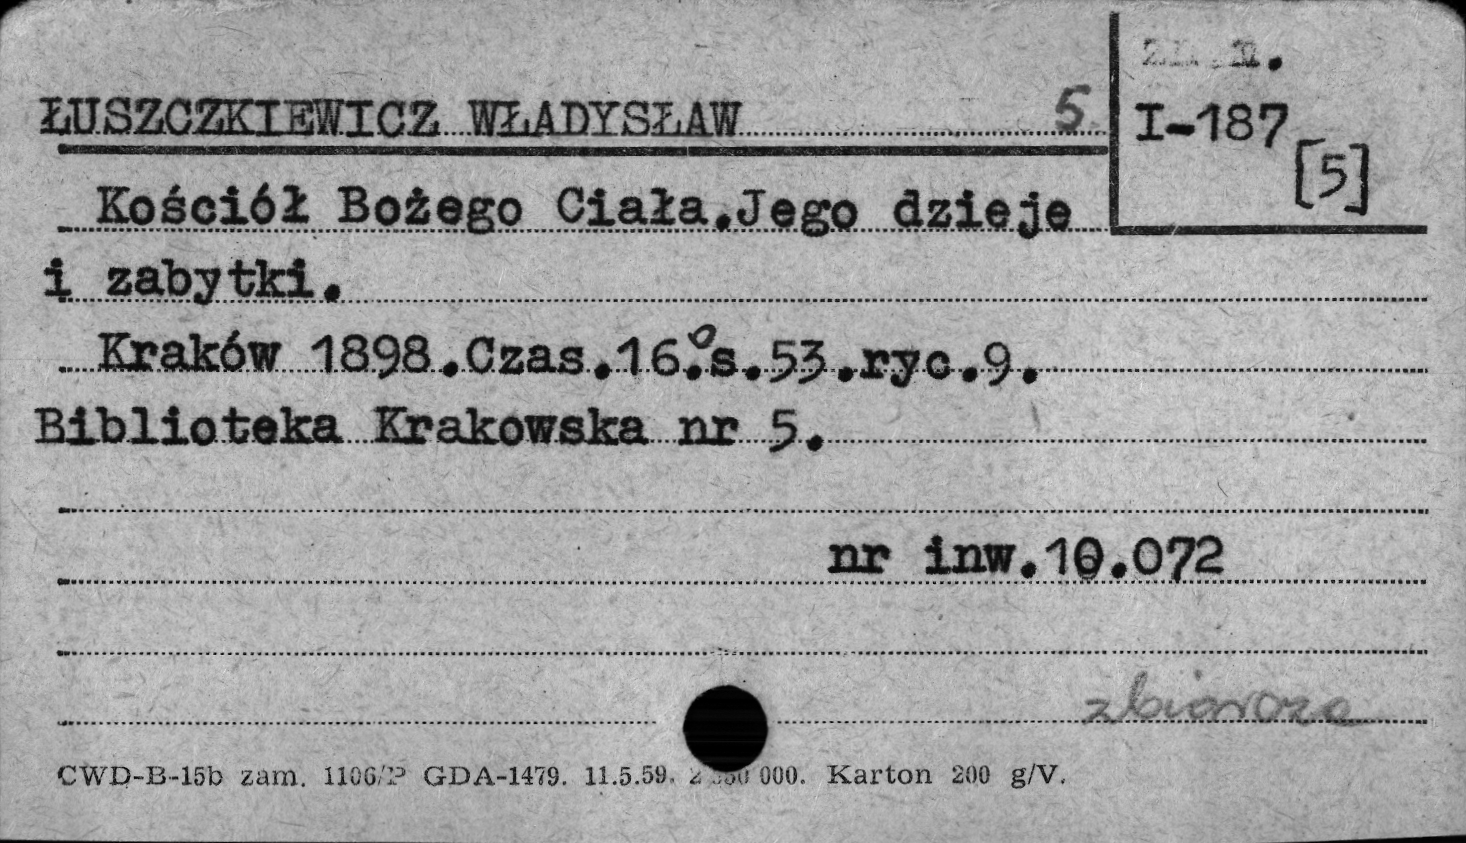 ŁUSZCZKIEWICZ WŁADYSŁAW 5
I-187
[5]
Kościół Bożego Ciała.Jego dzieje
i zabytki.
Kraków 1898.Czas.16.°s.53.ryc.9.
Biblioteka Krakowska nr 5.
nr inw.10.072
zbiorcze
CWD-B-15b zam. 1106/P GDA-1479. 11.5.59. 000. Karton 200 g/V.